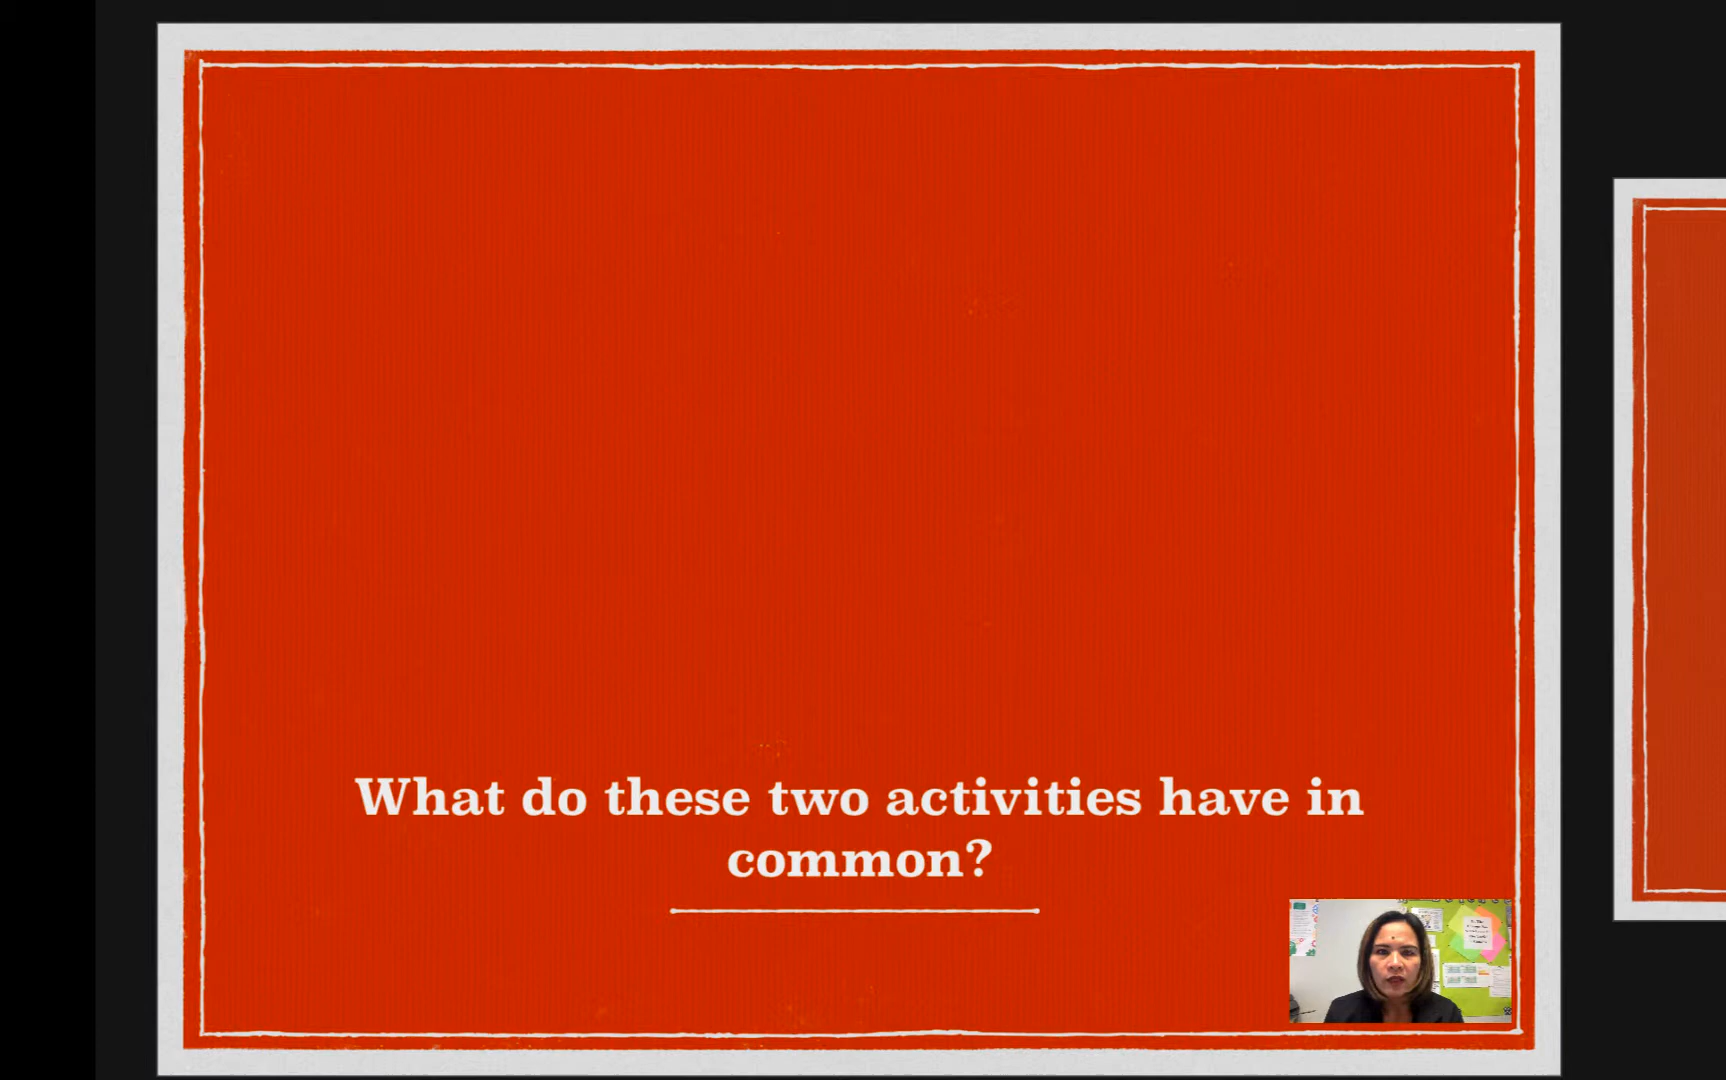 What do these two activities have in
common?